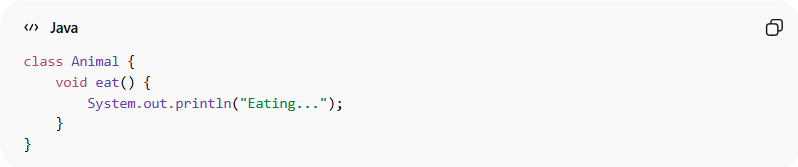 </> Java
class Animal {
    void eat() {
        System.out.println("Eating...");
    }
}